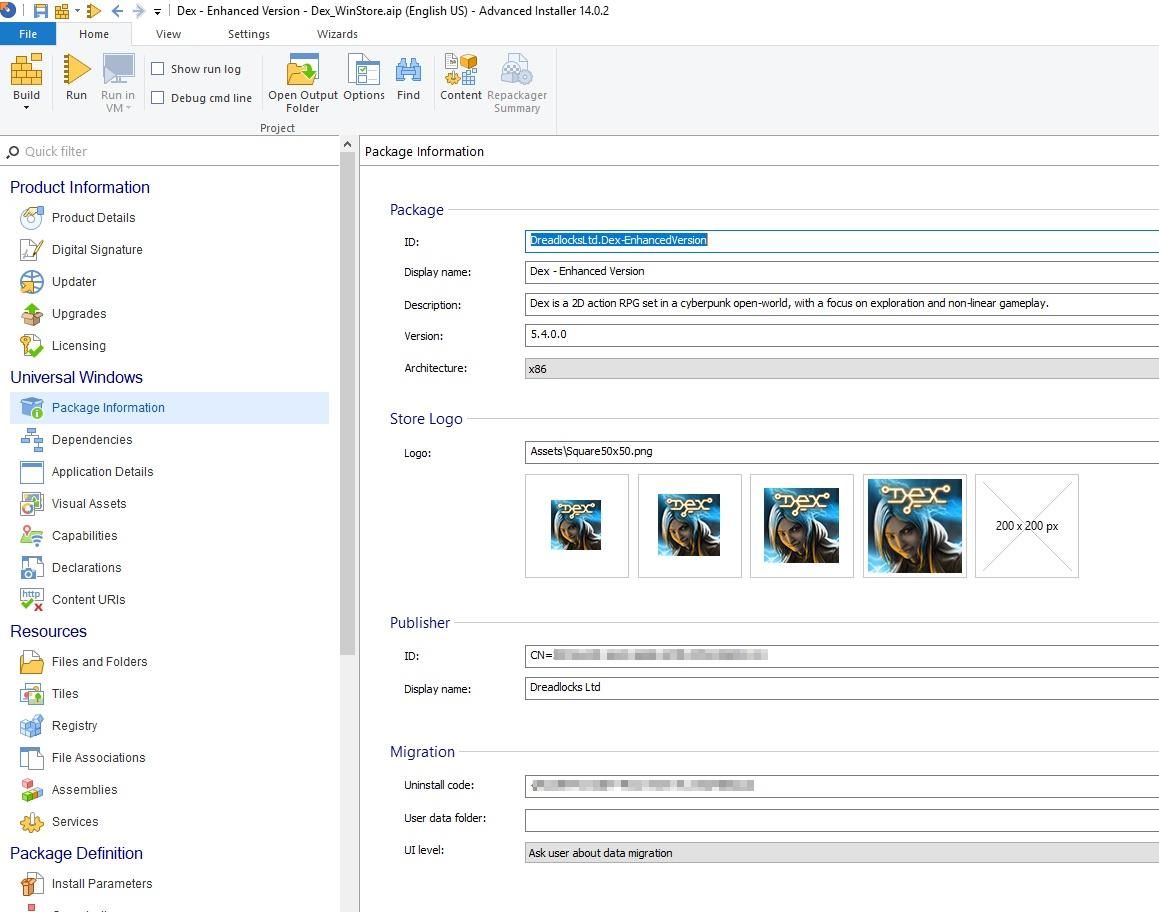 Dex - Enhanced Version - Dex_WinStore.aip (English US) - Advanced Installer 14.0.2
File Home View Settings Wizards
Build
Run
Run in VM
Show run log
Debug cmd line
Open Output Folder
Options
Find
Content
Repackager Summary
Project
Quick filter
Product Information
Product Details
Digital Signature
Updater
Upgrades
Licensing
Universal Windows
Package Information
Dependencies
Application Details
Visual Assets
Capabilities
Declarations
http
Content URIs
Resources
Files and Folders
Tiles
Registry
File Associations
Assemblies
Services
Package Definition
Install Parameters
Package Information
Package
ID: DreadlocksLtd.Dex-EnhancedVersion
Display name: Dex - Enhanced Version
Description: Dex is a 2D action RPG set in a cyberpunk open-world, with a focus on exploration and non-linear gameplay.
Version: 5.4.0.0
Architecture: x86
Store Logo
Logo: Assets\Square50x50.png
DEX DEX DEX DEX 200 x 200 px
Publisher
ID: CN=
Display name: Dreadlocks Ltd
Migration
Uninstall code:
User data folder:
UI level: Ask user about data migration